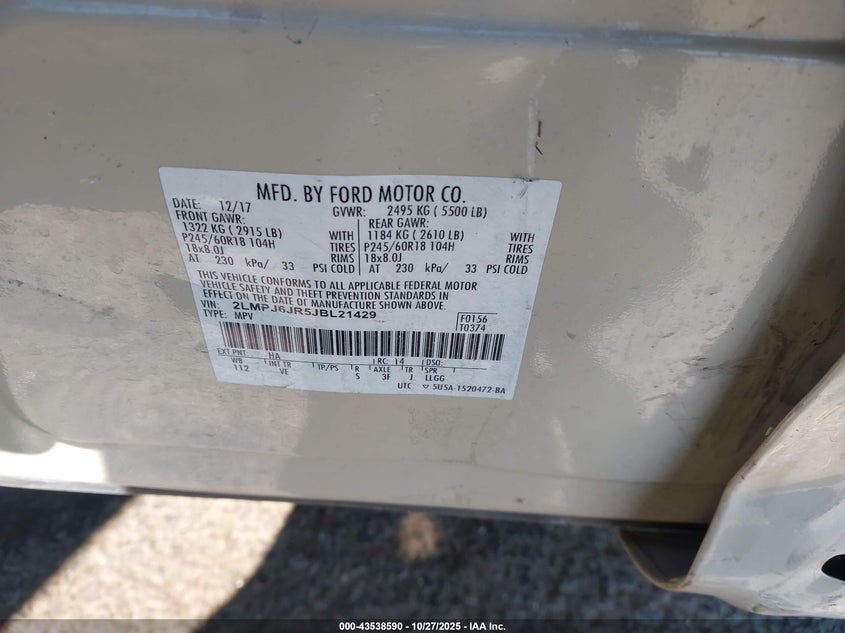 MFD. BY FORD MOTOR CO.
DATE: 12/17 GVWR: 2495 KG ( 5500 LB)
FRONT GAWR: REAR GAWR:
1322 KG ( 2915 LB) WITH 1184 KG ( 2610 LB) WITH
P245/60R18 104H TIRES P245/60R18 104H TIRES
18x8.0J RIMS 18x8.0J RIMS
AT 230 kPa/ 33 PSI COLD AT 230 kPa/ 33 PSI COLD
THIS VEHICLE CONFORMS TO ALL APPLICABLE FEDERAL MOTOR
VEHICLE SAFETY AND THEFT PREVENTION STANDARDS IN
EFFECT ON THE DATE OF MANUFACTURE SHOWN ABOVE.
VIN: 2LMPJ6JR5JBL21429 F0156
TYPE: MPV T0374
EXT PNT: HA RC: 14 DSO:
WB INT TR TP/PS R AXLE TR SPR
112 VE S 3F J LLGG
UTC ▽ 5U5A-1520472-BA
000-43538590 - 10/27/2025 - IAA Inc.